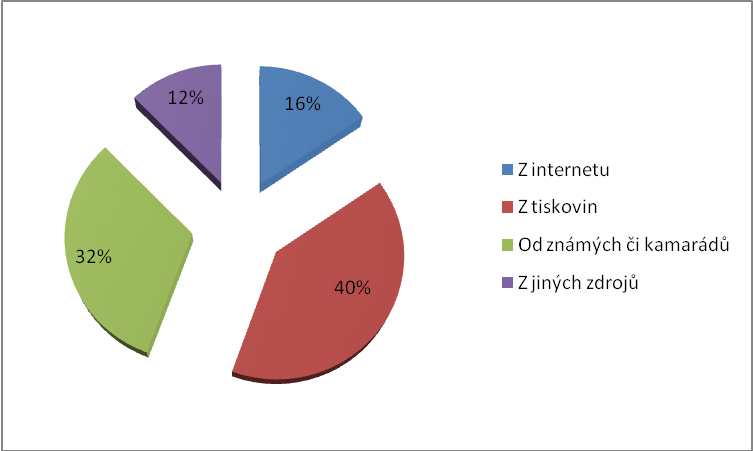 12%
16%
32%
40%
Z internetu
Z tiskovin
Od známých či kamarádů
Z jiných zdrojů